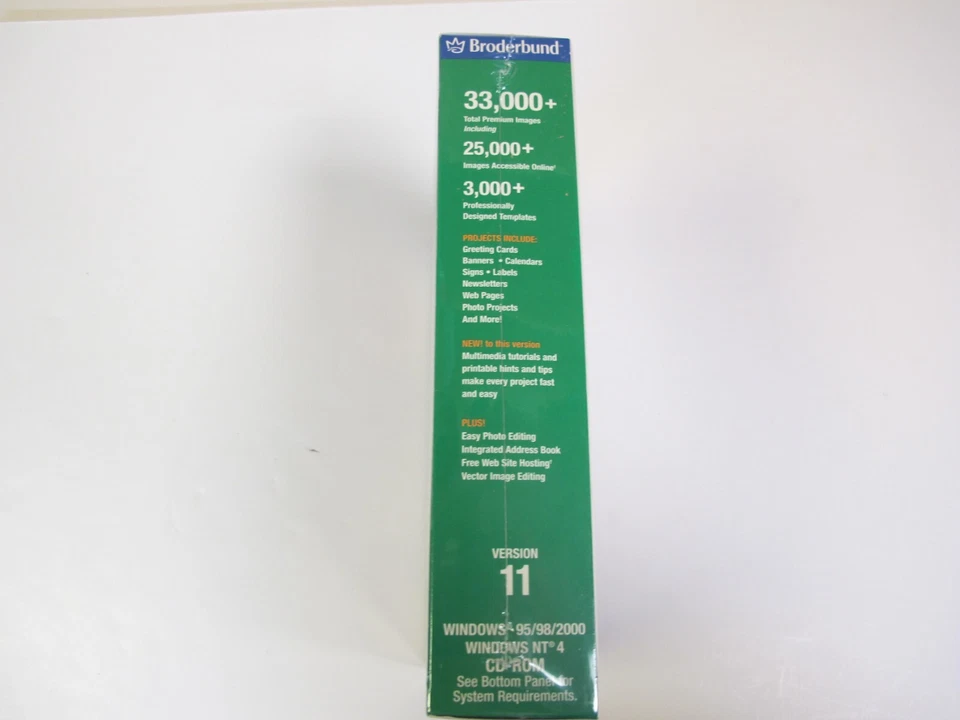 Broderbund
33,000+
Total Premium Images
Including
25,000+
Images Accessible Online†
3,000+
Professionally
Designed Templates
PROJECTS INCLUDE:
Greeting Cards
Banners • Calendars
Signs • Labels
Newsletters
Web Pages
Photo Projects
And More!
NEW! to this version
Multimedia tutorials and
printable hints and tips
make every project fast
and easy
PLUS!
Easy Photo Editing
Integrated Address Book
Free Web Site Hosting†
Vector Image Editing
VERSION
11
WINDOWS® 95/98/2000
WINDOWS NT® 4
CD-ROM
See Bottom Panel for
System Requirements.